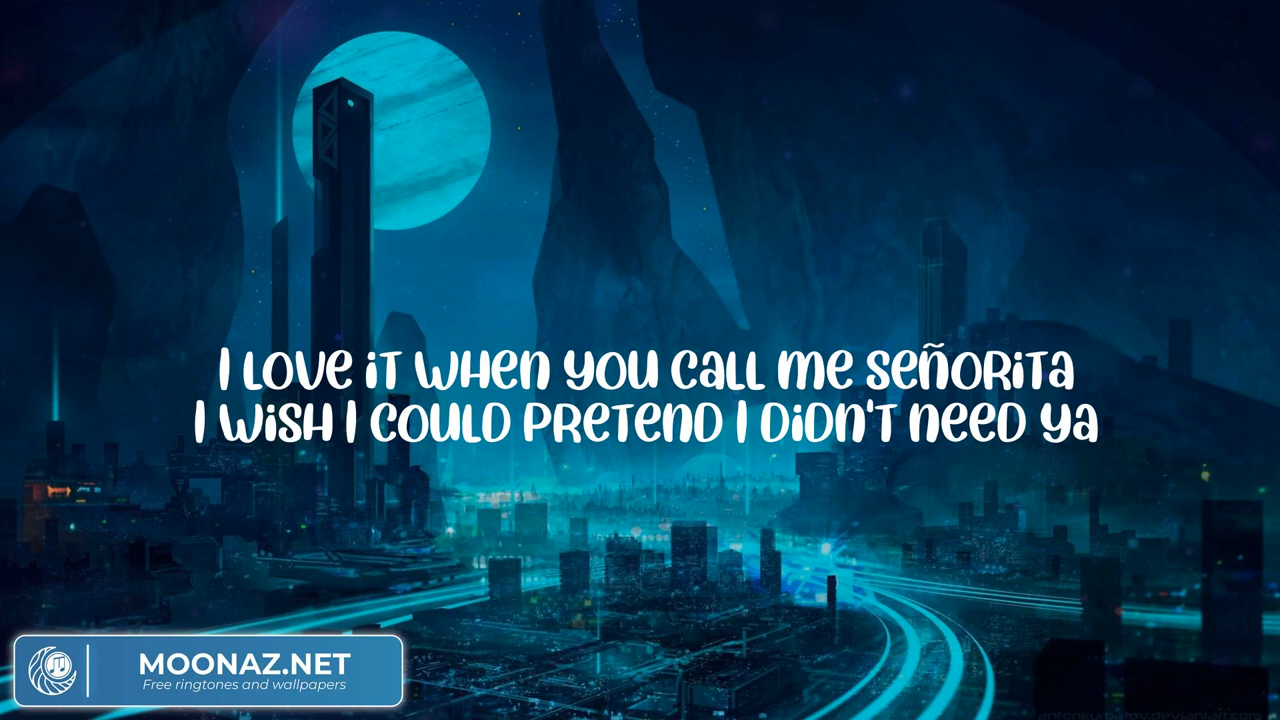 I LOVE iT WHen YOU CaLL me SeÑORiTa
I WiSH I COULD PReTenD I DiDn'T neeD Ya
MOONAZ.NET
Free ringtones and wallpapers